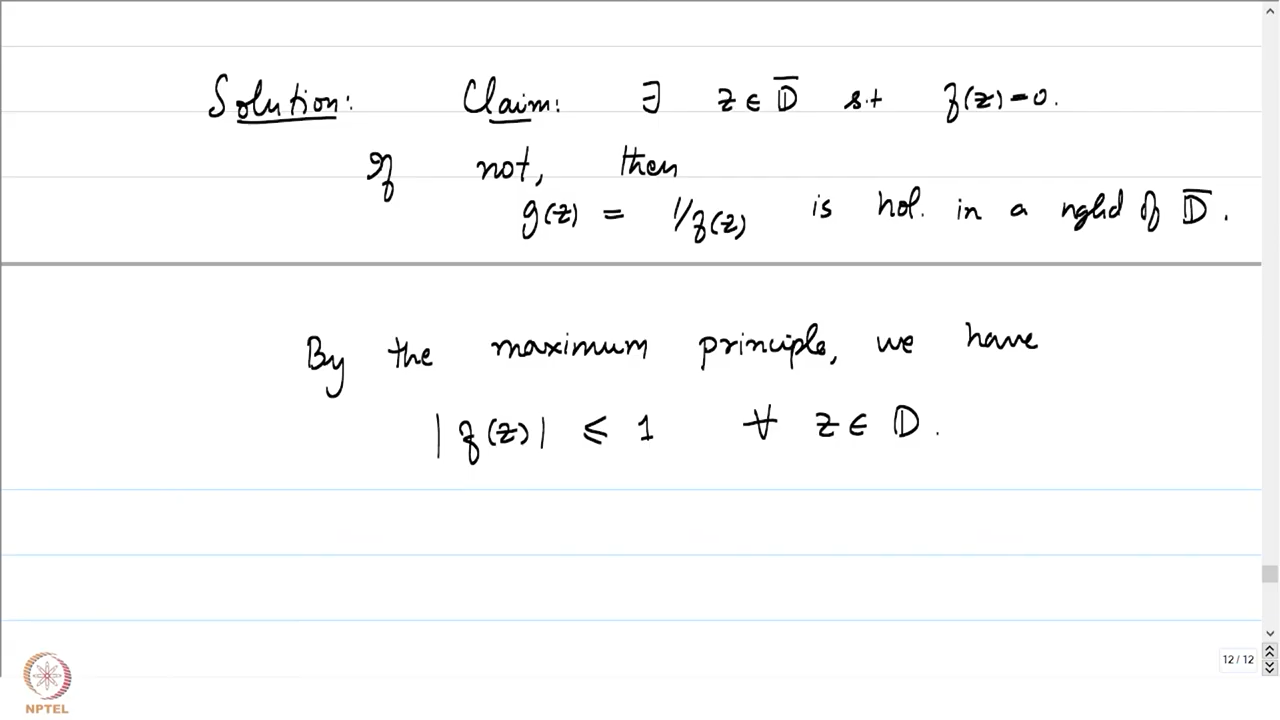 Solution: Claim: ∃ z ∈ 𝔻̅ s.t f(z) = 0.
If not, then
g(z) = 1/f(z) is hol. in a nghd of 𝔻̅.
By the maximum principle, we have
|f(z)| ≤ 1 ∀ z ∈ 𝔻.
12 / 12
NPTEL